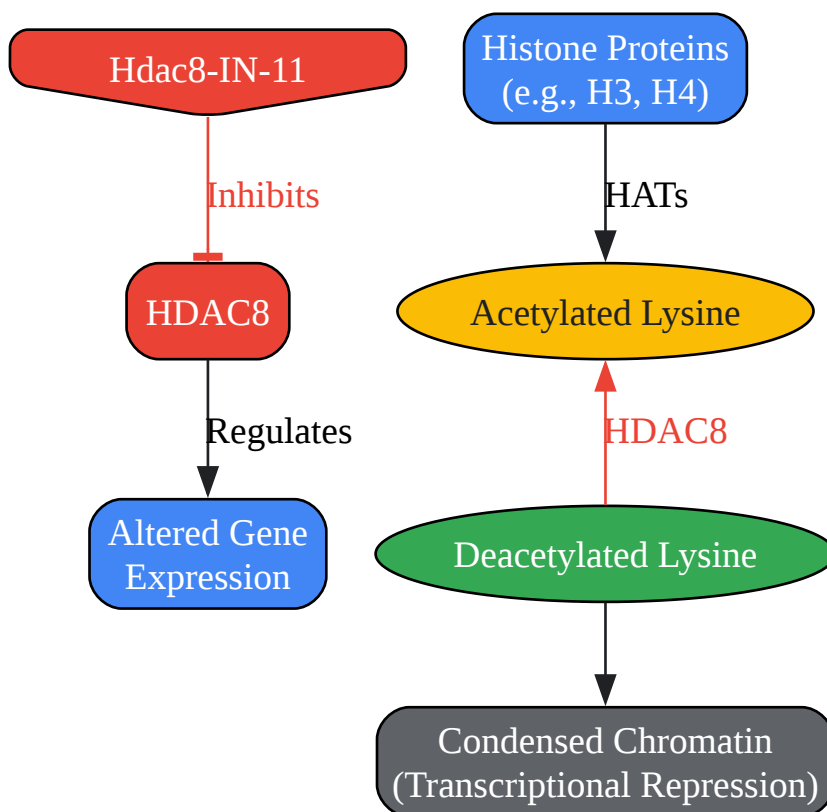 Hdac8-IN-11
Histone Proteins
(e.g., H3, H4)
Inhibits
HATs
HDAC8
Acetylated Lysine
Regulates
HDAC8
Altered Gene
Expression
Deacetylated Lysine
Condensed Chromatin
(Transcriptional Repression)